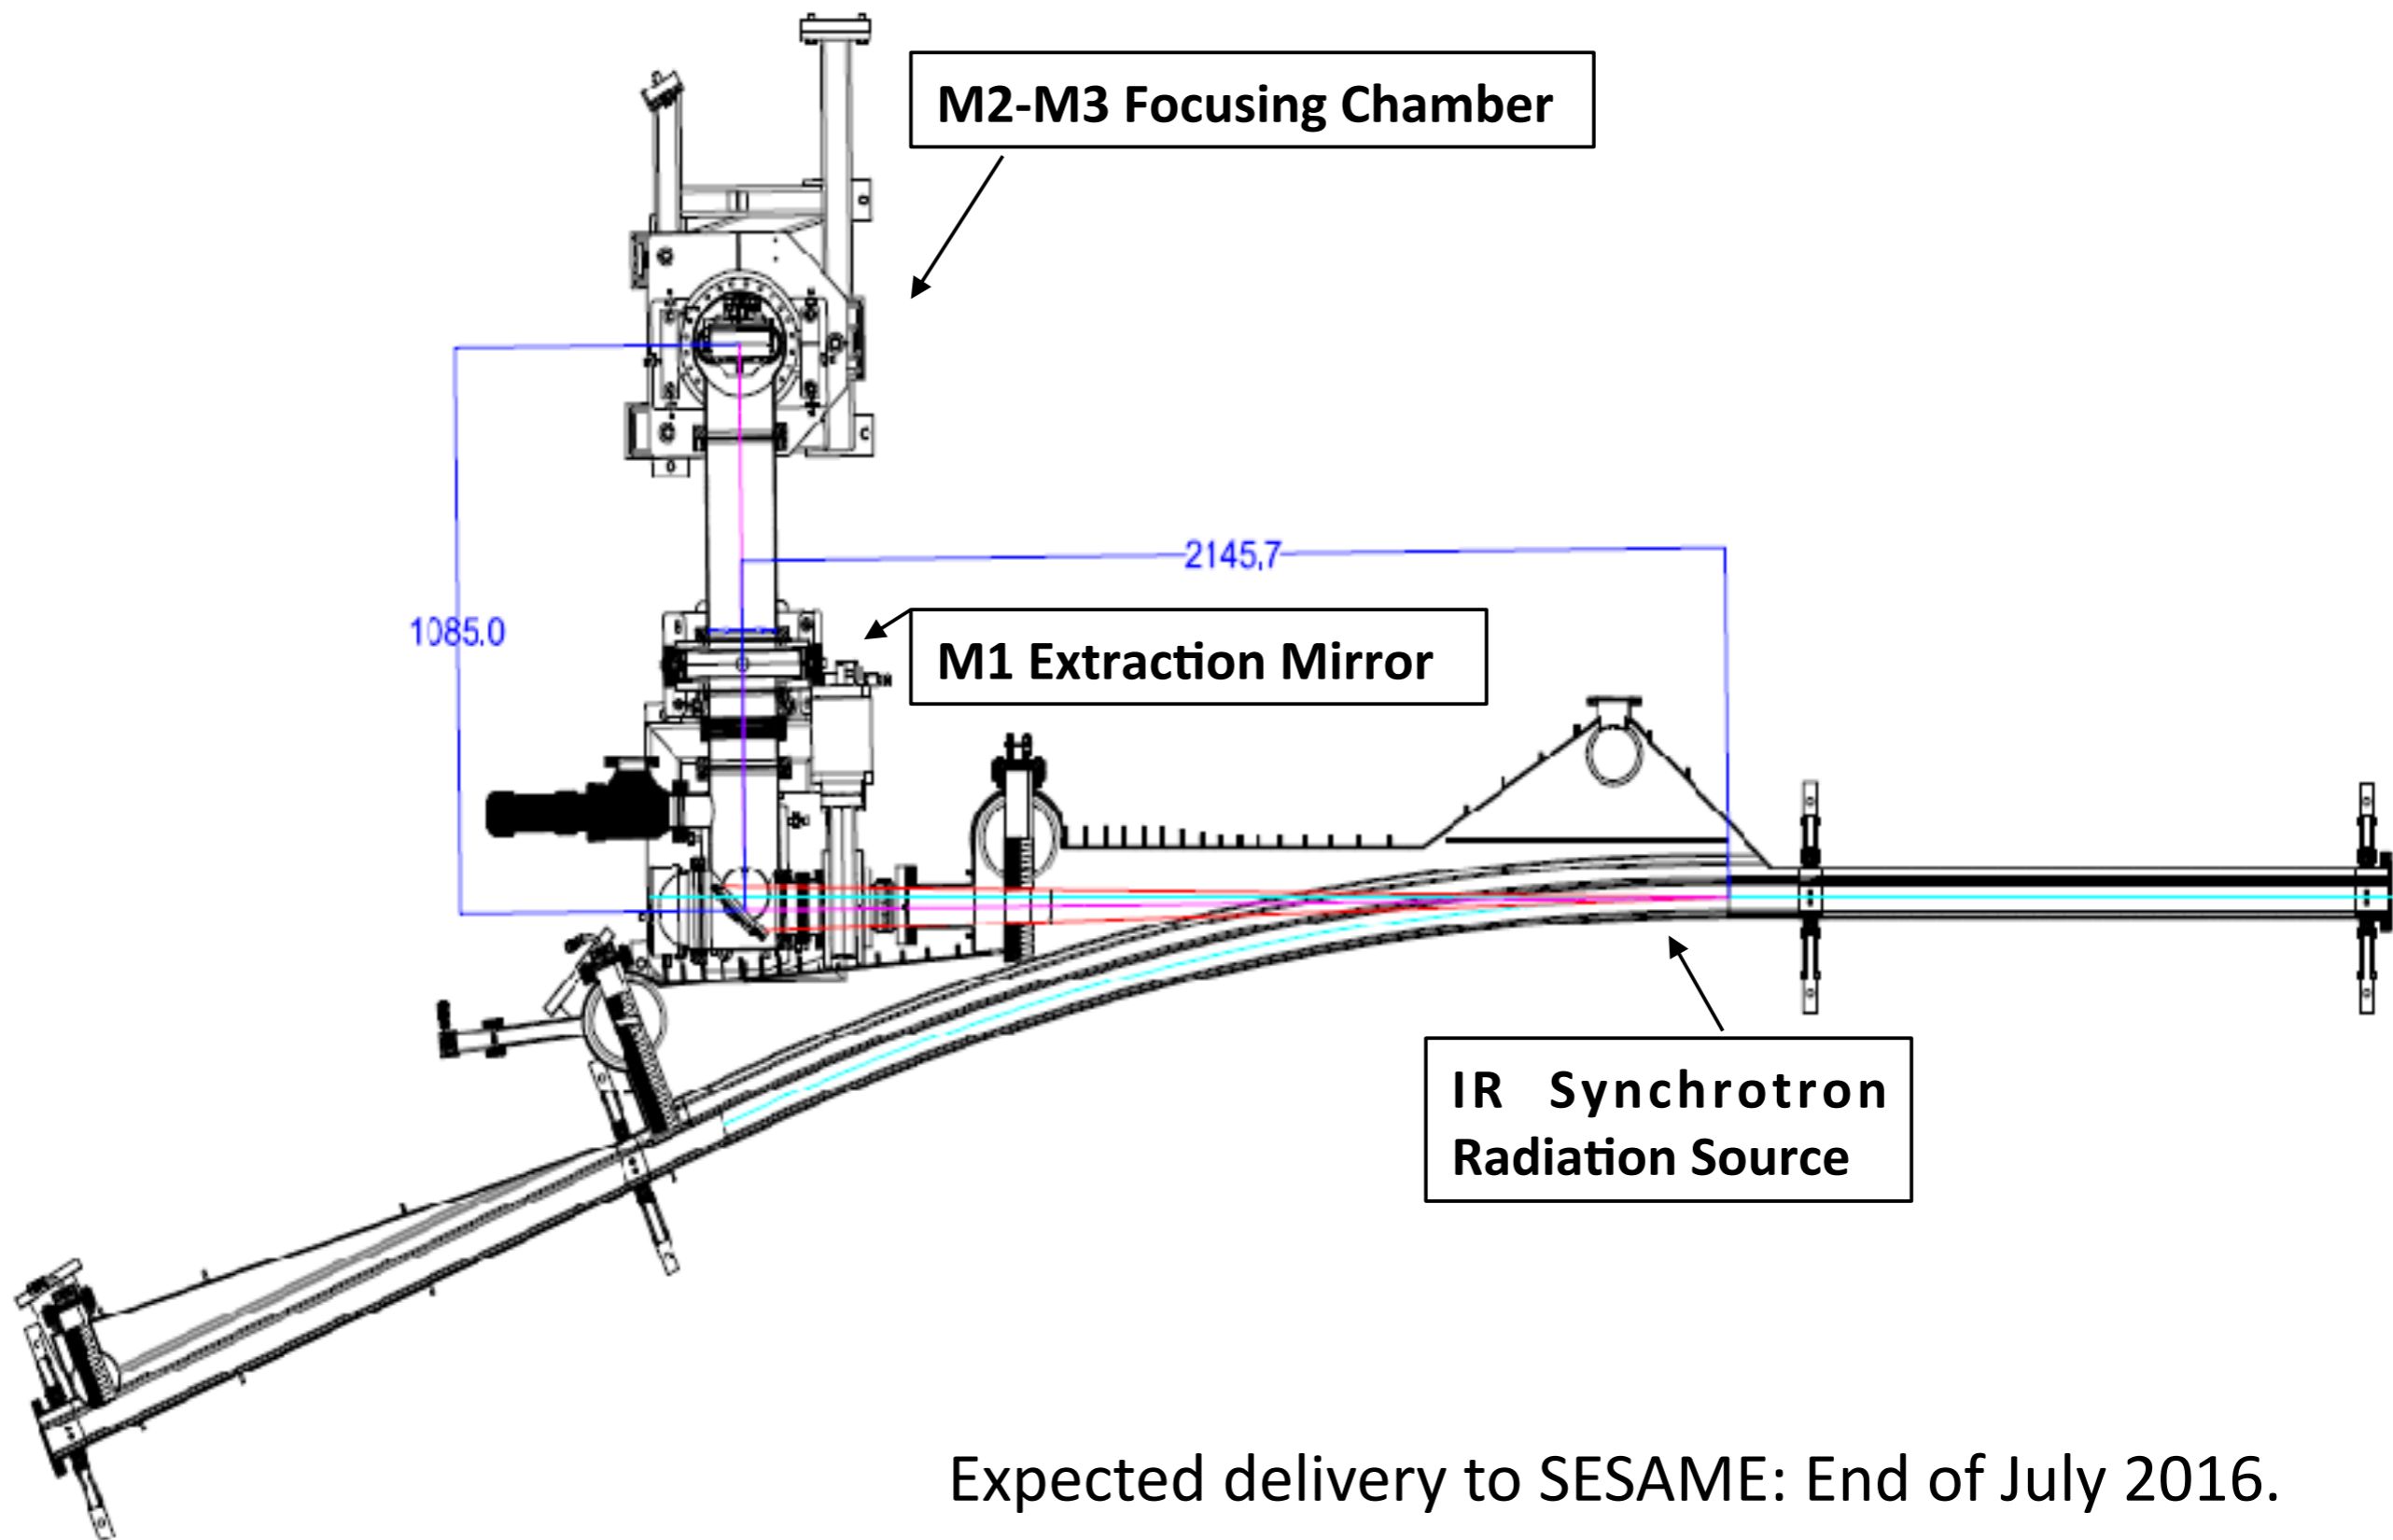 M2-M3 Focusing Chamber
2145,7
1085.0
M1 Extraction Mirror
IR Synchrotron
Radiation Source
Expected delivery to SESAME: End of July 2016.